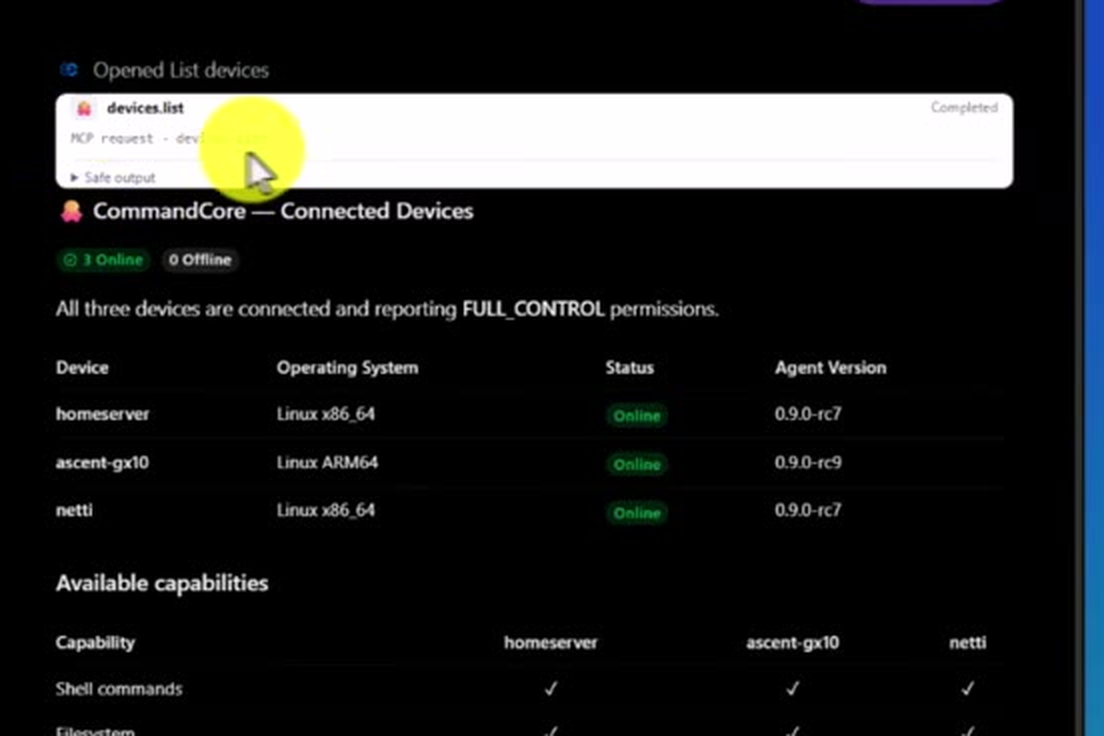 Opened List devices
devices.list Completed
MCP request - 
▶ Safe output
CommandCore — Connected Devices
3 Online 0 Offline
All three devices are connected and reporting FULL_CONTROL permissions.
Device Operating System Status Agent Version
homeserver Linux x86_64 Online 0.9.0-rc7
ascent-gx10 Linux ARM64 Online 0.9.0-rc9
netti Linux x86_64 Online 0.9.0-rc7
Available capabilities
Capability homeserver ascent-gx10 netti
Shell commands ✓ ✓ ✓
Filesystem ✓ ✓ ✓